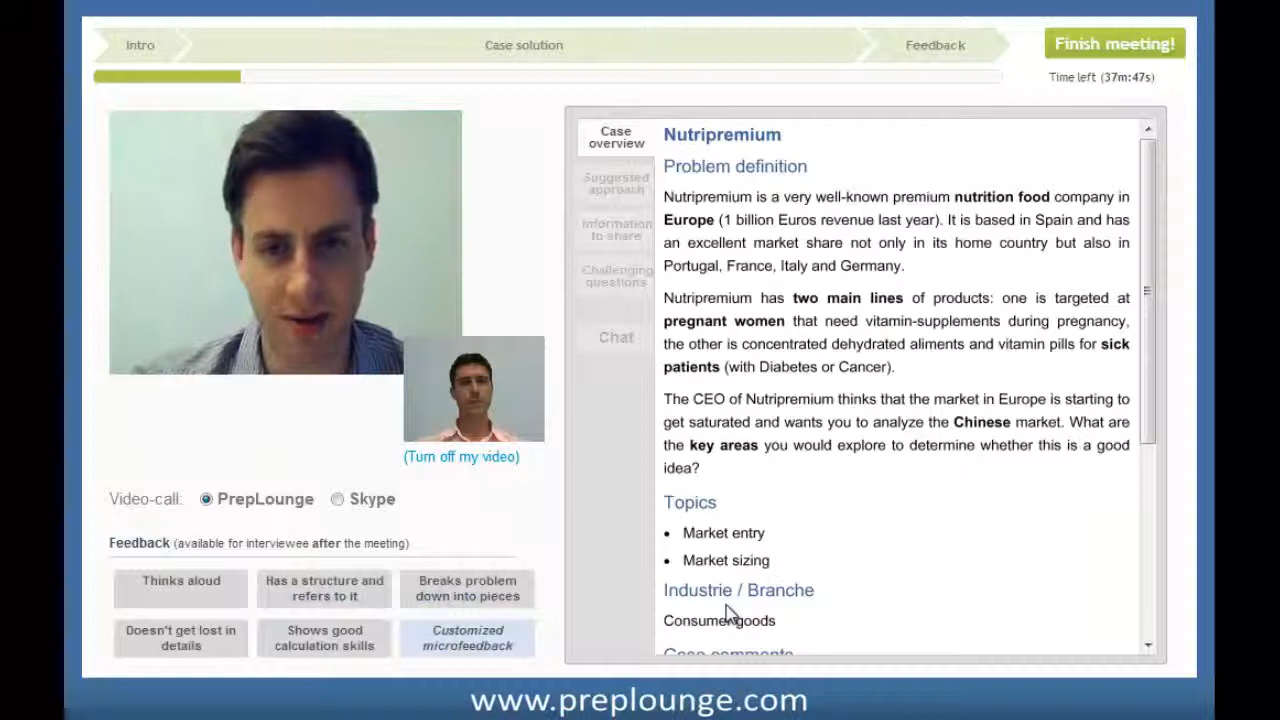 Intro
Case solution
Feedback
Finish meeting!
Time left (37m:47s)
Case
overview
Suggested
approach
Information
to share
Challenging
questions
Chat
Nutripremium
Problem definition
Nutripremium is a very well-known premium nutrition food company in
Europe (1 billion Euros revenue last year). It is based in Spain and has
an excellent market share not only in its home country but also in
Portugal, France, Italy and Germany.
Nutripremium has two main lines of products: one is targeted at
pregnant women that need vitamin-supplements during pregnancy,
the other is concentrated dehydrated aliments and vitamin pills for sick
patients (with Diabetes or Cancer).
The CEO of Nutripremium thinks that the market in Europe is starting to
get saturated and wants you to analyze the Chinese market. What are
the key areas you would explore to determine whether this is a good
idea?
Topics
• Market entry
• Market sizing
Industrie / Branche
Consumer goods
Case comments
(Turn off my video)
Video-call: PrepLounge Skype
Feedback (available for interviewee after the meeting)
Thinks aloud
Has a structure and
refers to it
Breaks problem
down into pieces
Doesn't get lost in
details
Shows good
calculation skills
Customized
microfeedback
www.preplounge.com